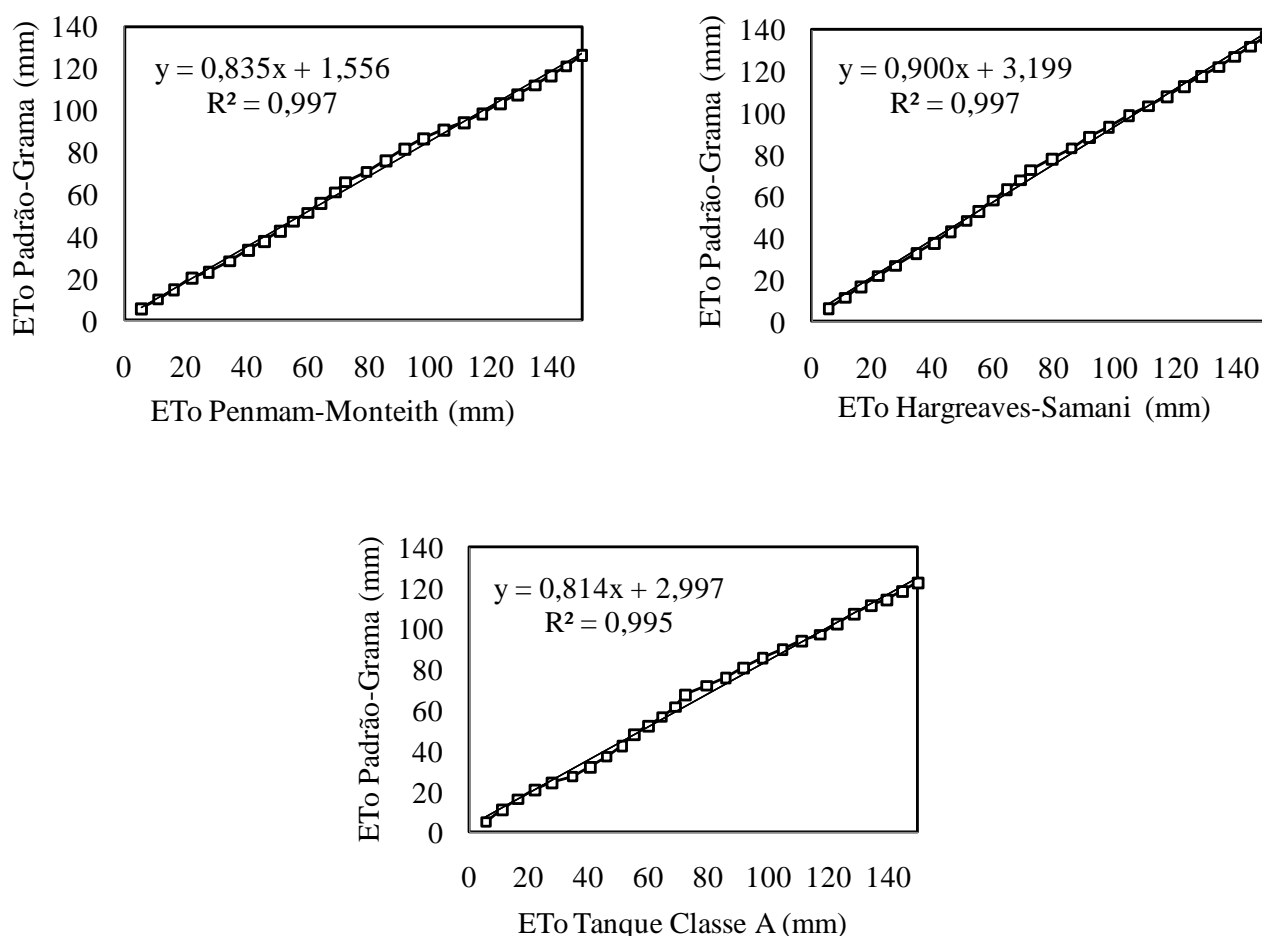 ETo Padrão-Grama (mm)
140
120
100
80
60
40
20
0
y = 0,835x + 1,556
R² = 0,997
0 20 40 60 80 100 120 140
ETo Penmam-Monteith (mm)
ETo Padrão-Grama (mm)
140
120
100
80
60
40
20
0
y = 0,900x + 3,199
R² = 0,997
0 20 40 60 80 100 120 140
ETo Hargreaves-Samani (mm)
ETo Padrão-Grama (mm)
140
120
100
80
60
40
20
0
y = 0,814x + 2,997
R² = 0,995
0 20 40 60 80 100 120 140
ETo Tanque Classe A (mm)